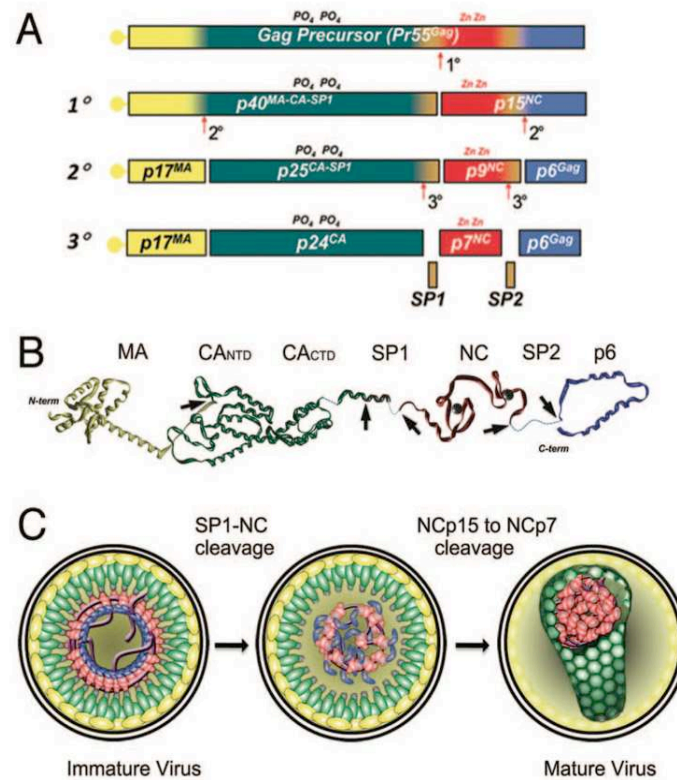 A
PO4 PO4 Zn Zn
Gag Precursor (Pr55Gag)
1°
PO4 PO4 Zn Zn
1° p40MA-CA-SP1 p15NC
2° 2°
PO4 PO4 Zn Zn
2° p17MA p25CA-SP1 p9NC p6Gag
3° 3°
PO4 PO4 Zn Zn
3° p17MA p24CA p7NC p6Gag
SP1 SP2
B
MA CANTD CACTD SP1 NC SP2 p6
N-term
C-term
C
SP1-NC NCp15 to NCp7
cleavage cleavage
Immature Virus Mature Virus